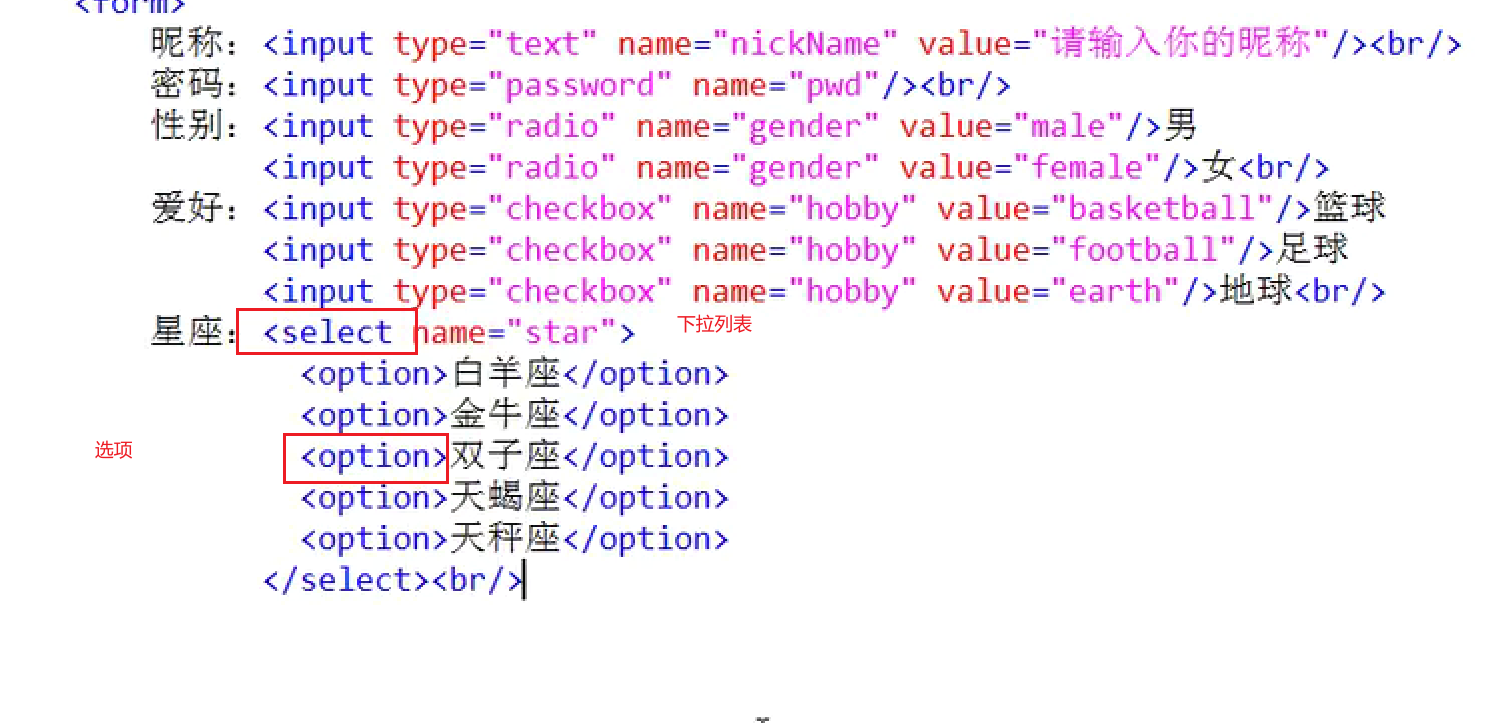 <form>
昵称：<input type="text" name="nickName" value="请输入你的昵称"/><br/>
密码：<input type="password" name="pwd"/><br/>
性别：<input type="radio" name="gender" value="male"/>男
<input type="radio" name="gender" value="female"/>女<br/>
爱好：<input type="checkbox" name="hobby" value="basketball"/>篮球
<input type="checkbox" name="hobby" value="football"/>足球
<input type="checkbox" name="hobby" value="earth"/>地球<br/>
星座：<select name="star"> 下拉列表
<option>白羊座</option>
<option>金牛座</option>
选项 <option>双子座</option>
<option>天蝎座</option>
<option>天秤座</option>
</select><br/>